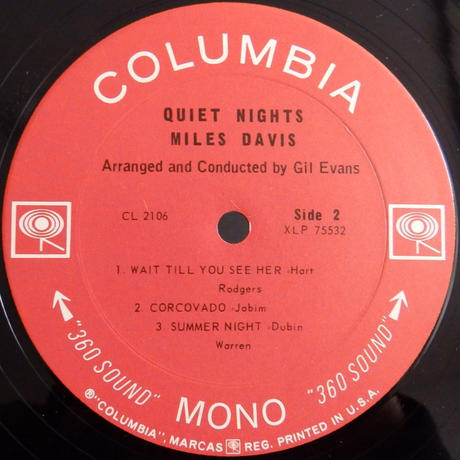 COLUMBIA
QUIET NIGHTS
MILES DAVIS
Arranged and Conducted by Gil Evans
CL 2106
Side 2
XLP 75532
1. WAIT TILL YOU SEE HER -Hart
Rodgers
2. CORCOVADO -Jobim
3. SUMMER NIGHT -Dubin
Warren
"360 SOUND" MONO "360 SOUND"
® "COLUMBIA", MARCAS REG. PRINTED IN U.S.A.